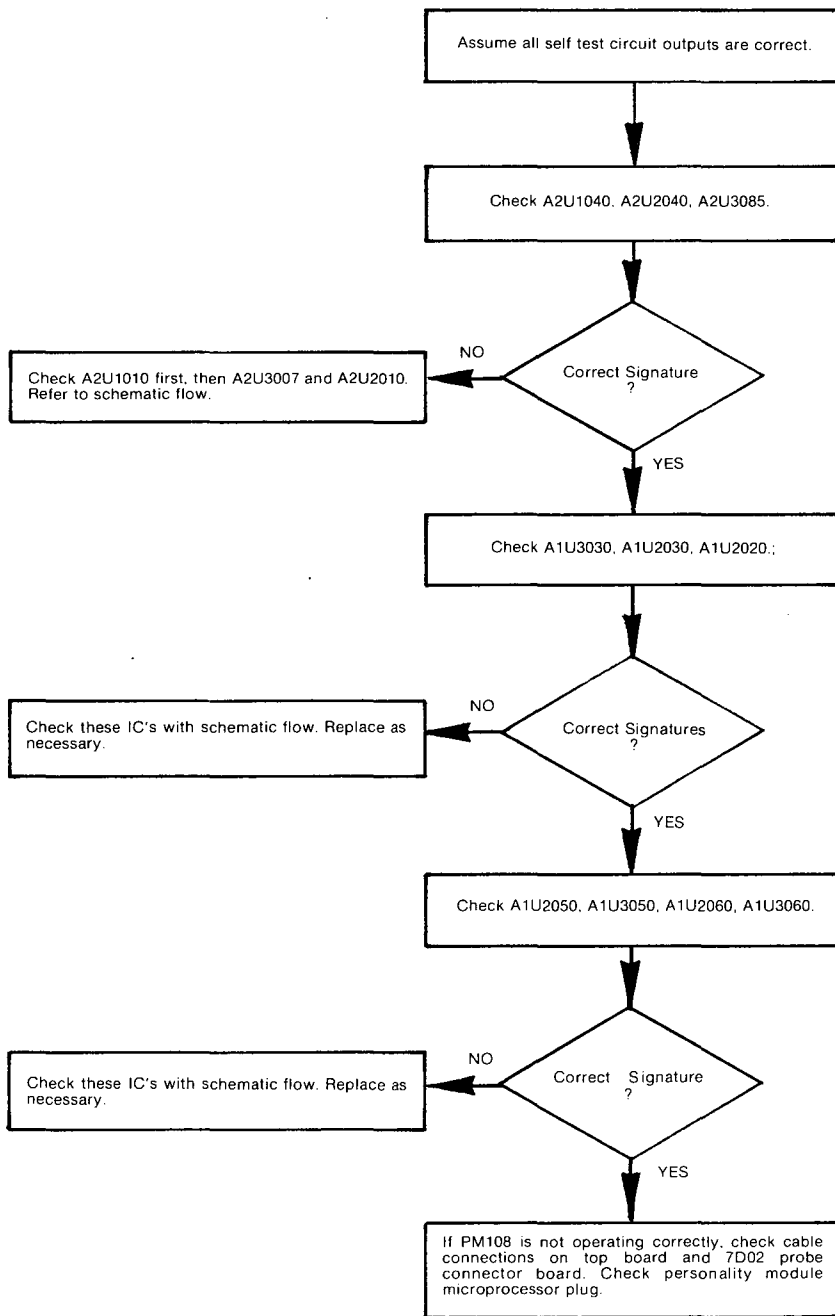 Assume all self test circuit outputs are correct.
Check A2U1040. A2U2040, A2U3085.
NO
Correct Signature
?
Check A2U1010 first, then A2U3007 and A2U2010.
Refer to schematic flow.
YES
Check A1U3030, A1U2030, A1U2020.;
NO
Correct Signatures
?
Check these IC's with schematic flow. Replace as
necessary.
YES
Check A1U2050, A1U3050, A1U2060, A1U3060.
NO
Correct Signature
?
Check these IC's with schematic flow. Replace as
necessary.
YES
If PM108 is not operating correctly, check cable
connections on top board and 7D02 probe
connector board. Check personality module
microprocessor plug.